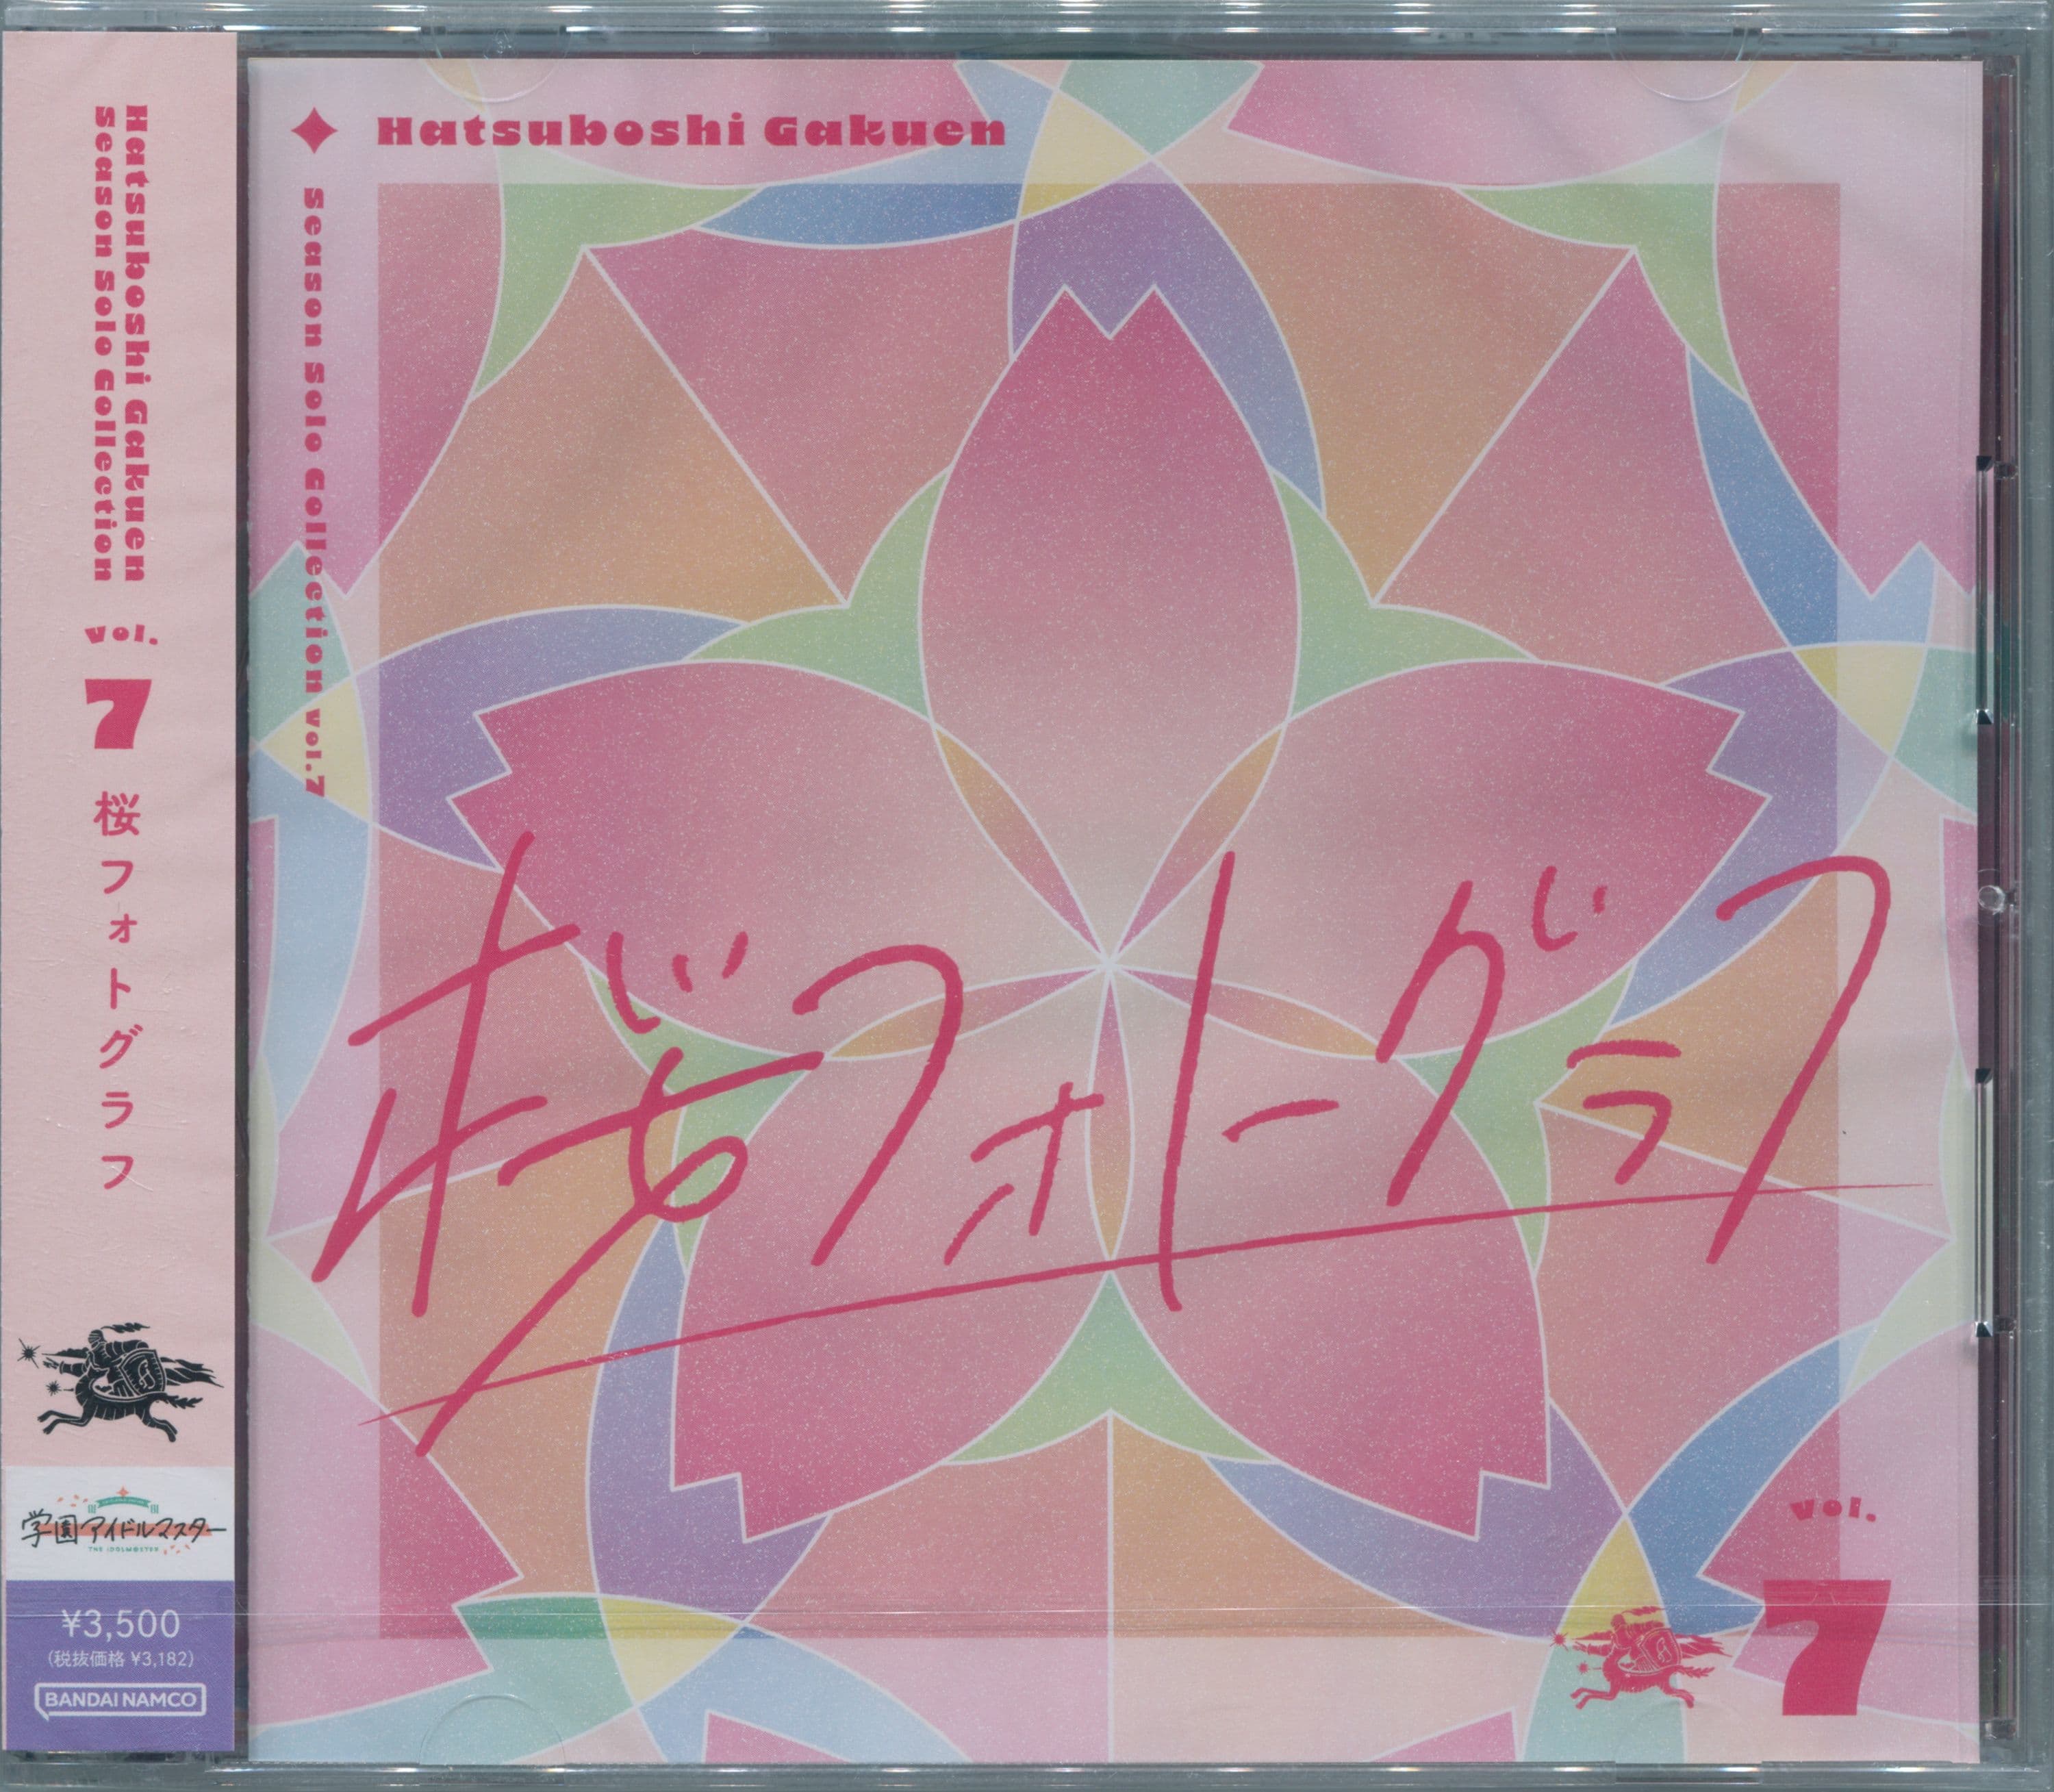 Hatsuboshi Gakuen
Season Solo Collection
vol.
7
桜フォトグラフ
学園アイドルマスター
THE IDOLM@STER
¥3,500
(税抜価格 ¥3,182)
BANDAI NAMCO
Hatsuboshi Gakuen
Season Solo Collection vol.7
桜フォトグラフ
vol.
7